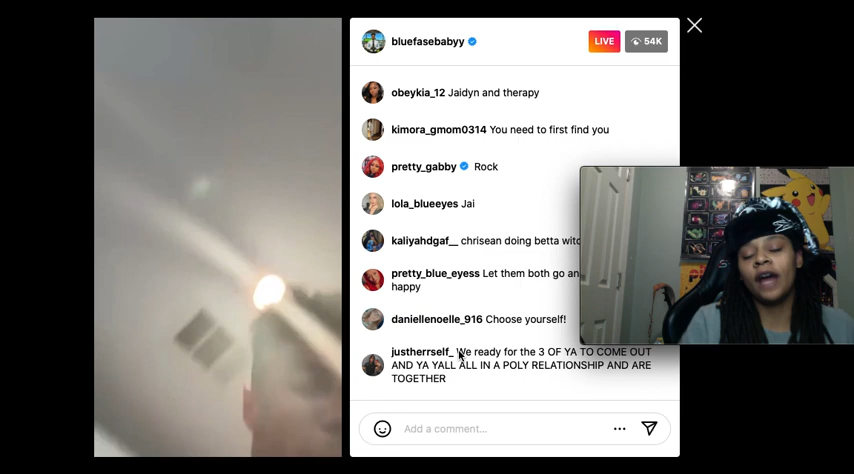 bluefasebabyy
LIVE 54K
obeykia_12 Jaidyn and therapy
kimora_gmom0314 You need to first find you
pretty_gabby Rock
lola_blueeyes Jai
kaliyahdgaf__ chrisean doing betta
pretty_blue_eyess Let them both go
happy
daniellenoelle_916 Choose yourself!
justherrself_ We ready for the 3 OF YA TO COME OUT
AND YA YALL ALL IN A POLY RELATIONSHIP AND ARE
TOGETHER
Add a comment...